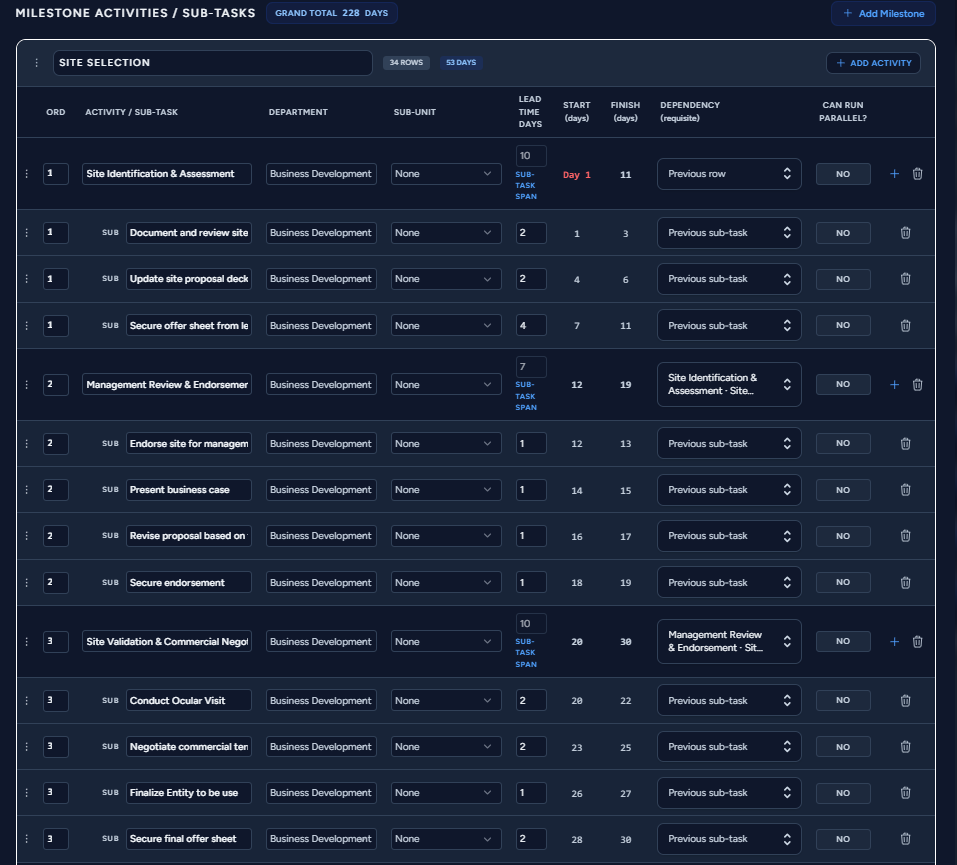 MILESTONE ACTIVITIES / SUB-TASKS GRAND TOTAL 228 DAYS + Add Milestone
SITE SELECTION 34 ROWS 53 DAYS + ADD ACTIVITY
ORD ACTIVITY / SUB-TASK DEPARTMENT SUB-UNIT LEAD TIME DAYS START (days) FINISH (days) DEPENDENCY (requisite) CAN RUN PARALLEL?
1 Site Identification & Assessment Business Development None 10 SUB-TASK SPAN Day 1 11 Previous row NO +
1 SUB Document and review site Business Development None 2 1 3 Previous sub-task NO
1 SUB Update site proposal deck Business Development None 2 4 6 Previous sub-task NO
1 SUB Secure offer sheet from le Business Development None 4 7 11 Previous sub-task NO
2 Management Review & Endorsemen Business Development None 7 SUB-TASK SPAN 12 19 Site Identification & Assessment · Site... NO +
2 SUB Endorse site for managem Business Development None 1 12 13 Previous sub-task NO
2 SUB Present business case Business Development None 1 14 15 Previous sub-task NO
2 SUB Revise proposal based on Business Development None 1 16 17 Previous sub-task NO
2 SUB Secure endorsement Business Development None 1 18 19 Previous sub-task NO
3 Site Validation & Commercial Negot Business Development None 10 SUB-TASK SPAN 20 30 Management Review & Endorsement · Sit... NO +
3 SUB Conduct Ocular Visit Business Development None 2 20 22 Previous sub-task NO
3 SUB Negotiate commercial ter Business Development None 2 23 25 Previous sub-task NO
3 SUB Finalize Entity to be use Business Development None 1 26 27 Previous sub-task NO
3 SUB Secure final offer sheet Business Development None 2 28 30 Previous sub-task NO